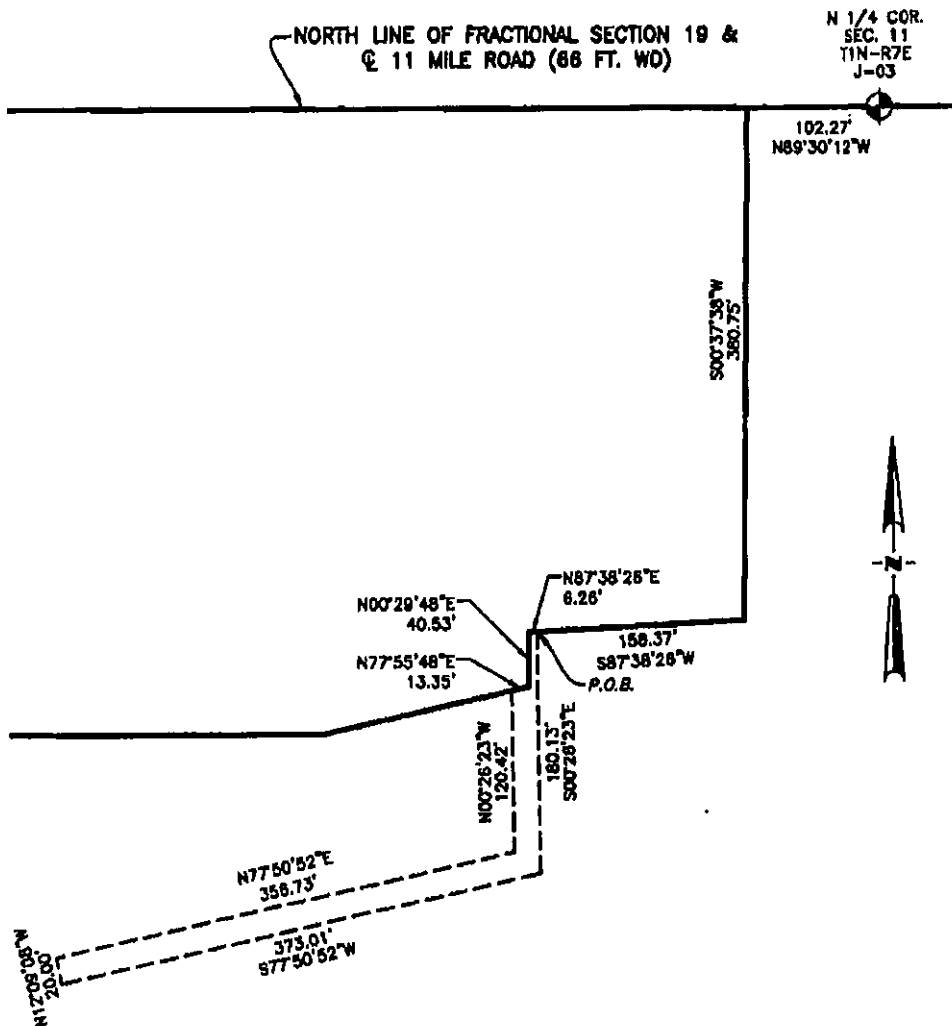 NORTH LINE OF FRACTIONAL SECTION 19 &
℄ 11 MILE ROAD (66 FT. WD)
N 1/4 COR.
SEC. 11
T1N-R7E
J-03
102.27'
N89°30'12"W
S00°37'38"W
380.75'
N87°38'26"E
6.26'
N00°29'48"E
40.53'
158.37'
S87°38'26"W
N77°55'48"E
13.35'
P.O.B.
N00°26'23"W
120.42'
180.13'
S00°26'23"E
N
N77°50'52"E
356.73'
373.01'
S77°50'52"W
N12°09'08"W
20.00'